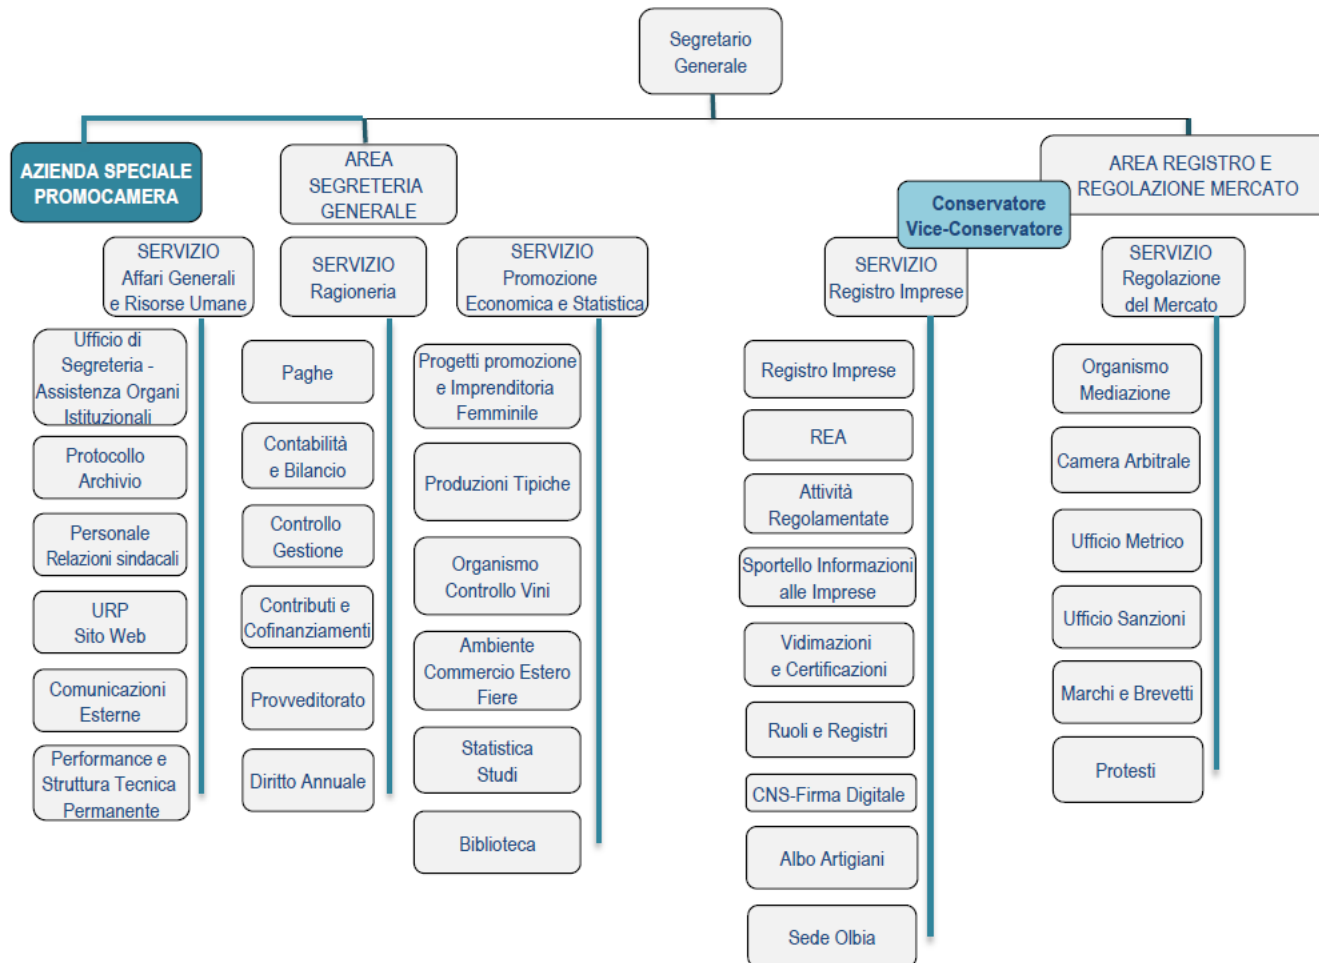 Segretario
Generale
AZIENDA SPECIALE
PROMOCAMERA
AREA
SEGRETERIA
GENERALE
AREA REGISTRO E
REGOLAZIONE MERCATO
Conservatore
Vice-Conservatore
SERVIZIO
Affari Generali
e Risorse Umane
SERVIZIO
Ragioneria
SERVIZIO
Promozione
Economica e Statistica
SERVIZIO
Registro Imprese
SERVIZIO
Regolazione
del Mercato
Ufficio di
Segreteria -
Assistenza Organi
Istituzionali
Protocollo
Archivio
Personale
Relazioni sindacali
URP
Sito Web
Comunicazioni
Esterne
Performance e
Struttura Tecnica
Permanente
Paghe
Contabilità
e Bilancio
Controllo
Gestione
Contributi e
Cofinanziamenti
Provveditorato
Diritto Annuale
Progetti promozione
e Imprenditoria
Femminile
Produzioni Tipiche
Organismo
Controllo Vini
Ambiente
Commercio Estero
Fiere
Statistica
Studi
Biblioteca
Registro Imprese
REA
Attività
Regolamentate
Sportello Informazioni
alle Imprese
Vidimazioni
e Certificazioni
Ruoli e Registri
CNS-Firma Digitale
Albo Artigiani
Sede Olbia
Organismo
Mediazione
Camera Arbitrale
Ufficio Metrico
Ufficio Sanzioni
Marchi e Brevetti
Protesti